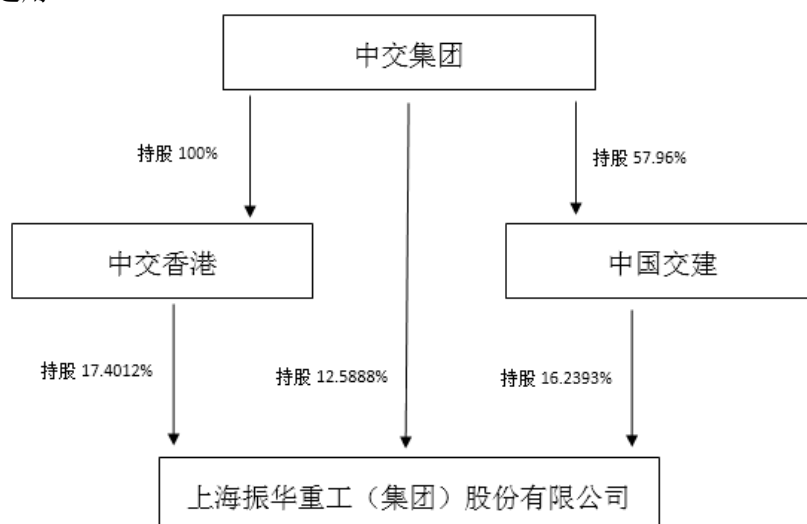 中交集团
持股 100%
持股 57.96%
中交香港
中国交建
持股 17.4012%
持股 12.5888%
持股 16.2393%
上海振华重工（集团）股份有限公司